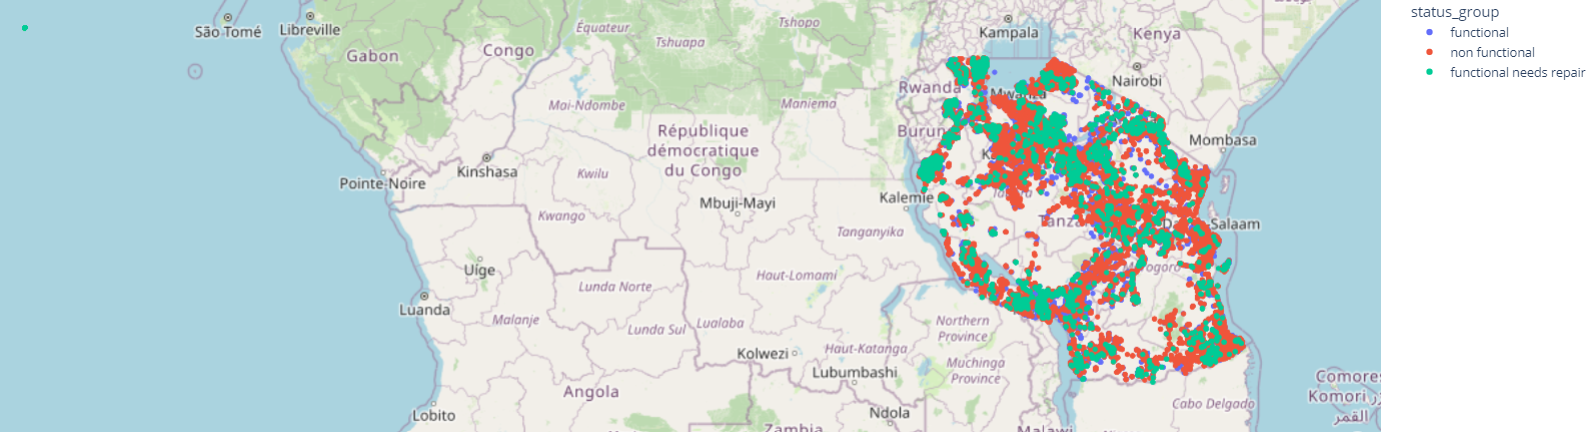 São Tomé
Libreville
Gabon
Équateur
Tshopo
Congo
Tshuapa
Kampala
Kenya
Nairobi
Rwanda
Mai-Ndombe
Maniema
République
démocratique
du Congo
Kinshasa
Kwilu
Pointe-Noire
Kalemie
Mbuji-Mayi
Kwango
Tanganyika
Mombasa
Salaam
Uíge
Lunda Norte
Haut-Lomami
Luanda
Malanje
Lunda Sul
Lualaba
Northern
Province
Kolwezi
Haut-Katanga
Muchinga
Province
Lubumbashi
Angola
Lobito
Ndola
Zambia
Malawi
Cabo Delgado
Comores
Komori
القمر
status_group
functional
non functional
functional needs repair